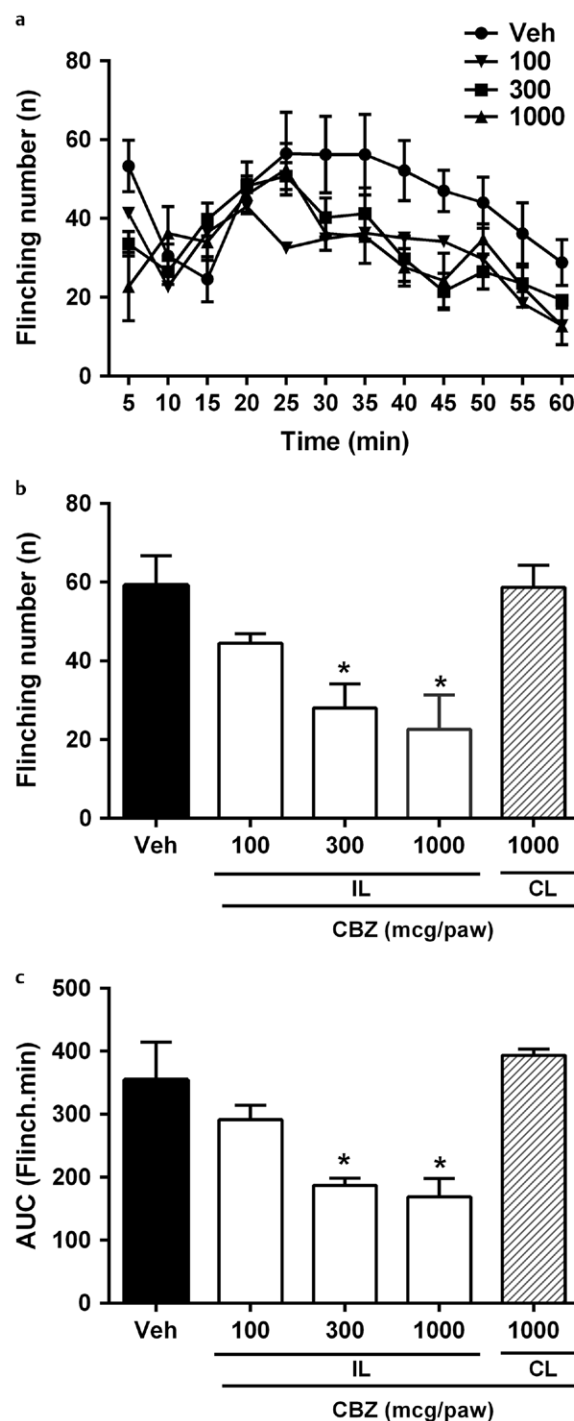 a
Veh
100
300
1000
80
60
40
20
0
Flinching number (n)
5 10 15 20 25 30 35 40 45 50 55 60
Time (min)
b
80
60
40
20
0
Flinching number (n)
* *
Veh 100 300 1000 1000
IL CL
CBZ (mcg/paw)
c
500
400
300
200
100
0
AUC (Flinch.min)
* *
Veh 100 300 1000 1000
IL CL
CBZ (mcg/paw)